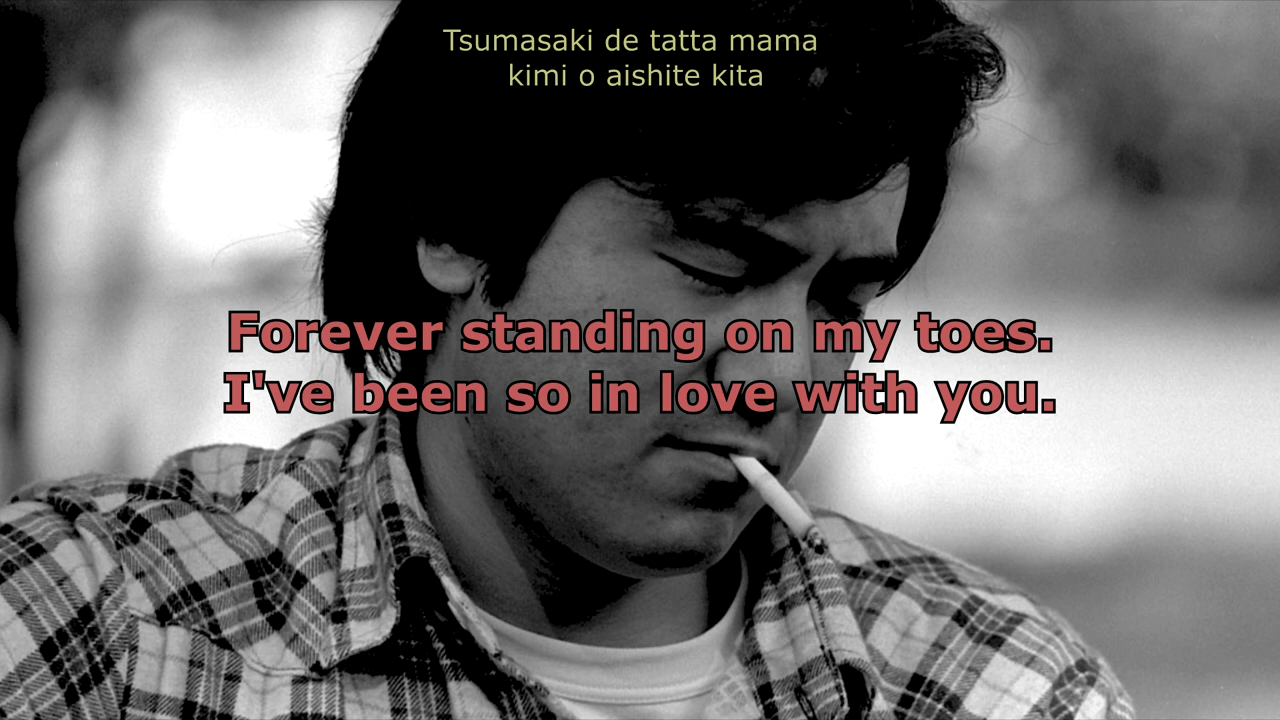 Tsumasaki de tatta mama
kimi o aishite kita
Forever standing on my toes.
I've been so in love with you.